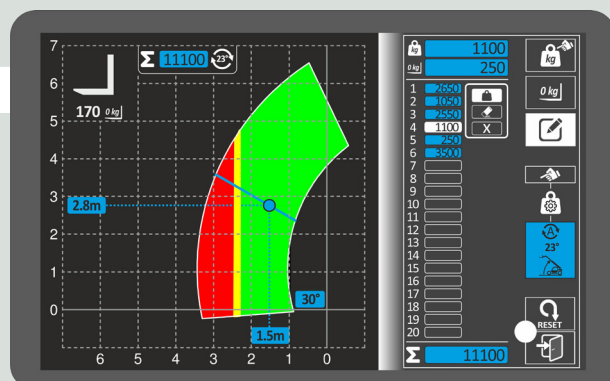 7
Σ 11100 23°
6
170 0 kg
5
4
3
2.8m
2
1
0
30°
1.5m
6 5 4 3 2 1 0
kg 1100
0 kg 250
1 2650
2 1050
3 2550
4 1100
5 250
6 3500
7
8
9
10
11
12
13
14
15
16
17
18
19
20
Σ 11100
X
kg
0 kg
A
23°
RESET